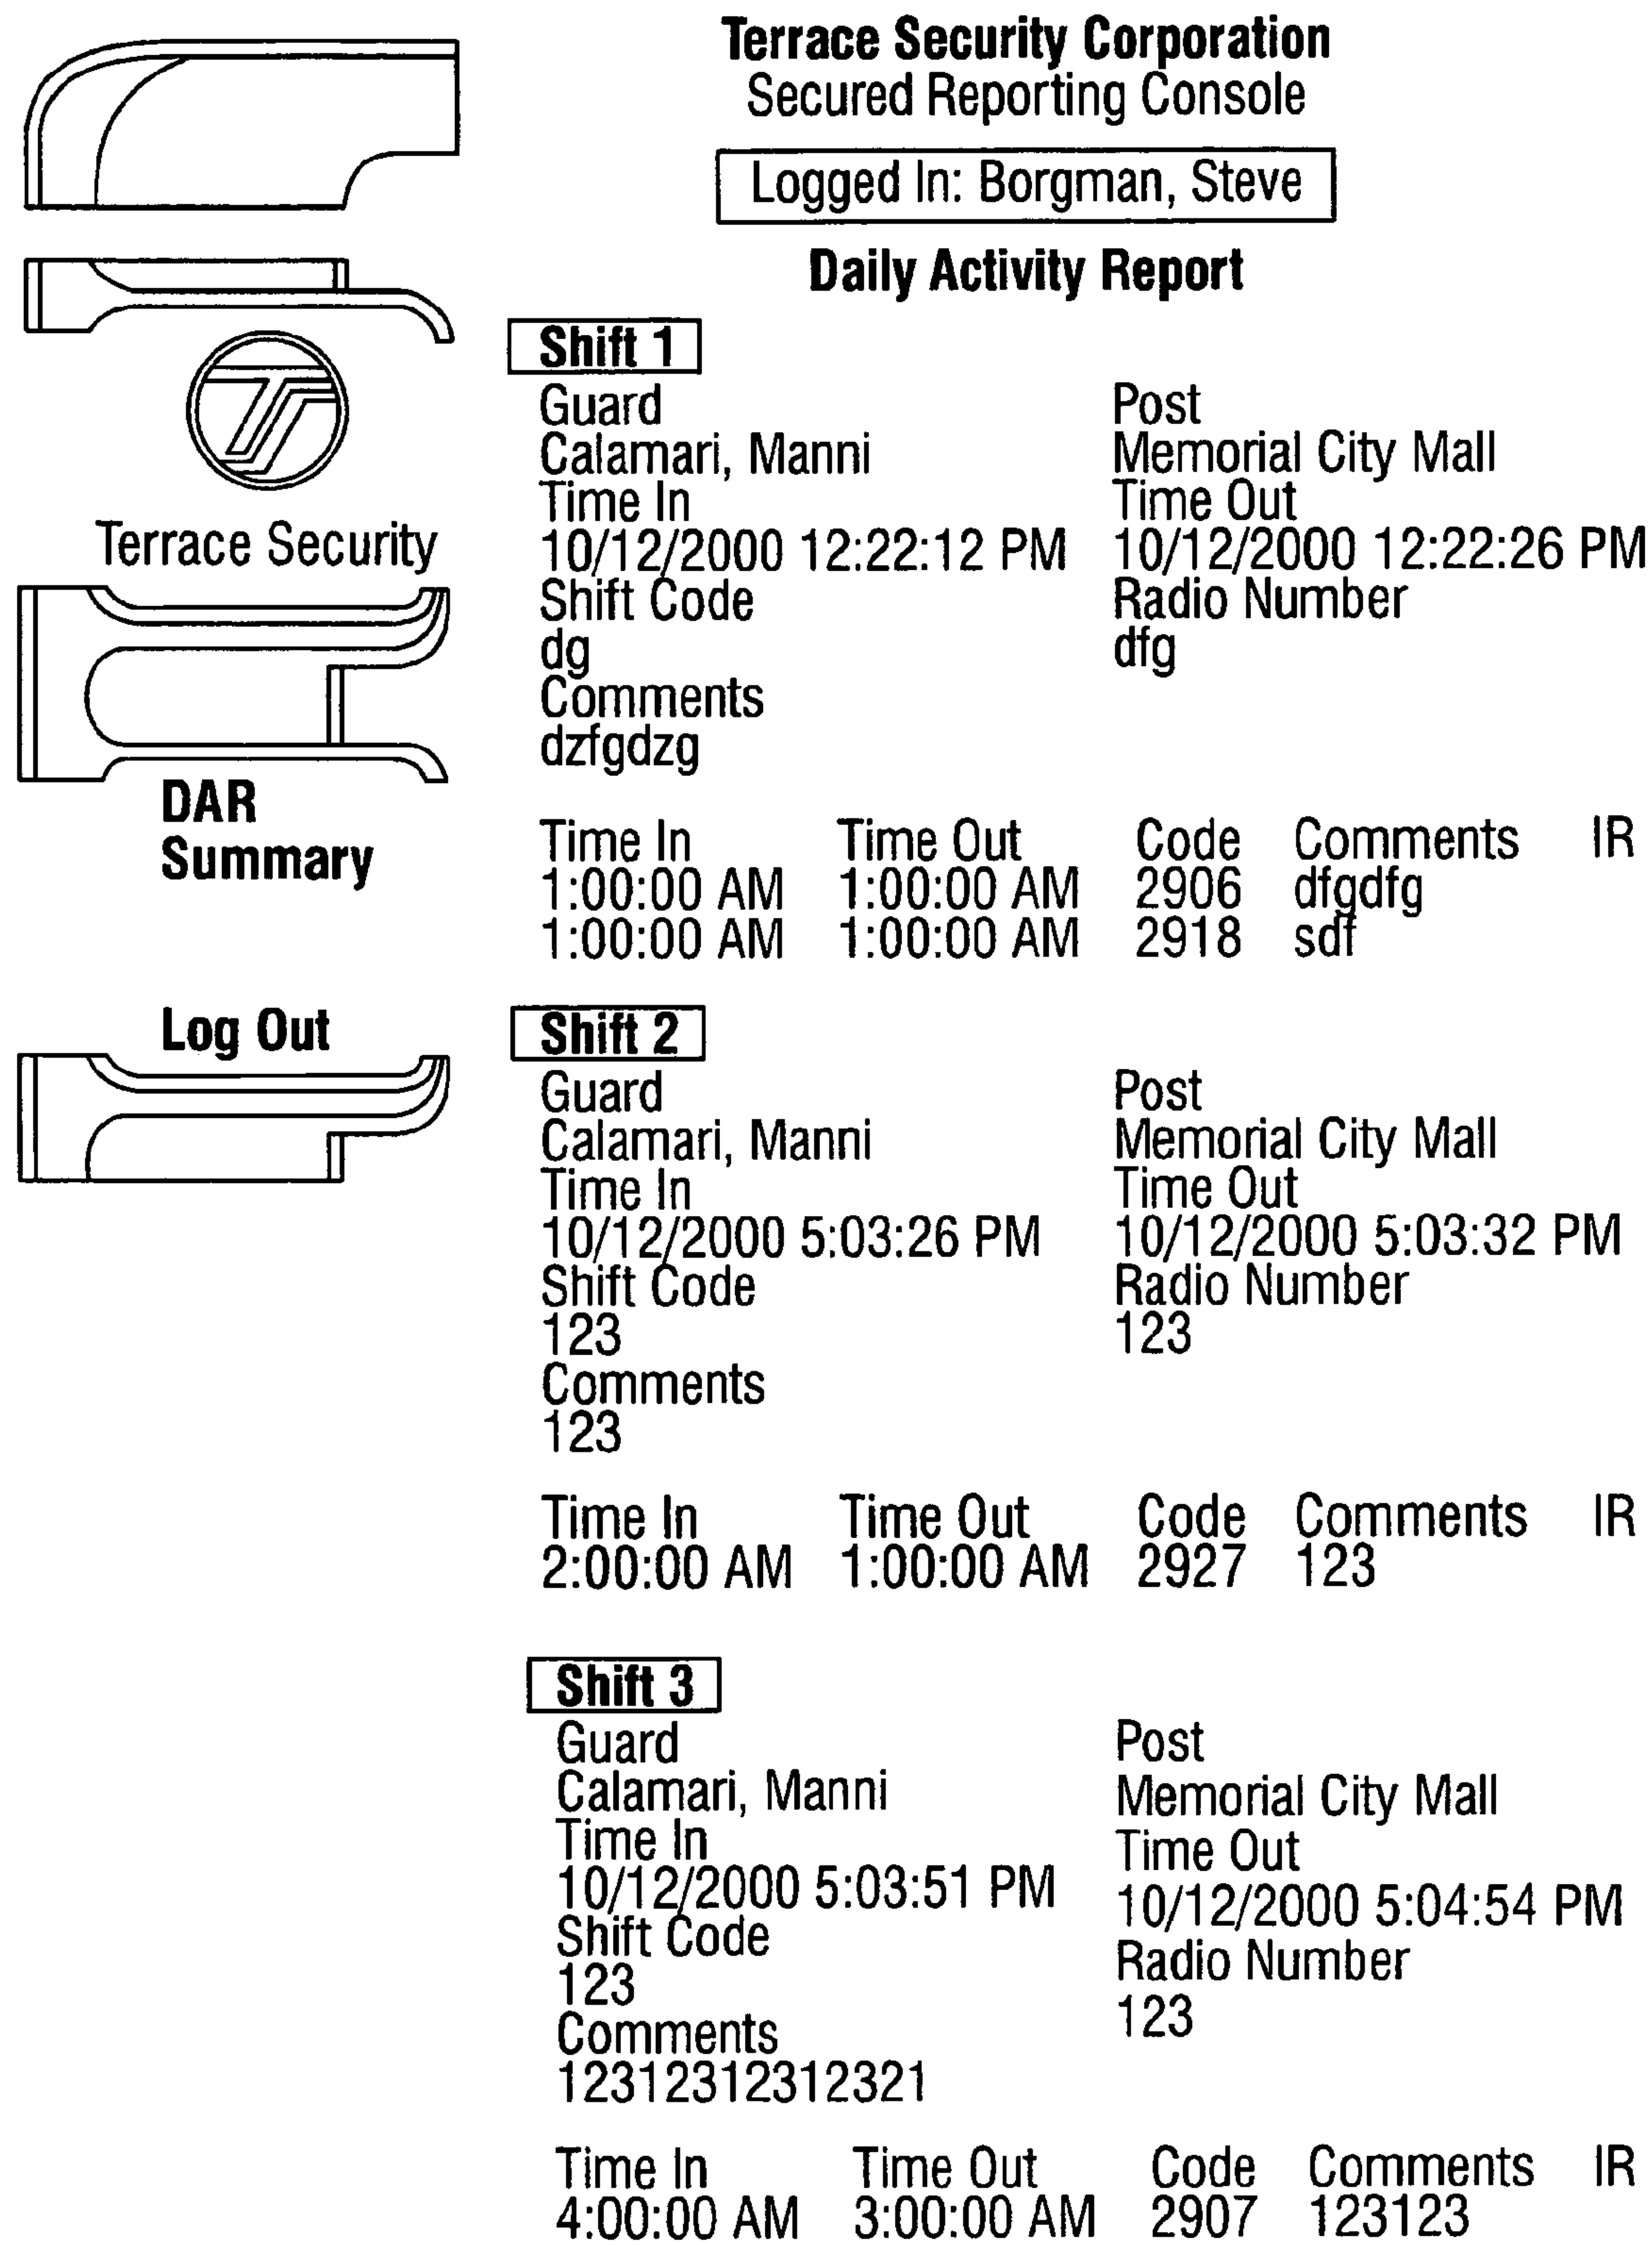 Terrace Security Corporation
Secured Reporting Console
Logged In: Borgman, Steve
Daily Activity Report
Terrace Security
DAR
Summary
Log Out
Shift 1
Guard Post
Calamari, Manni Memorial City Mall
Time In Time Out
10/12/2000 12:22:12 PM 10/12/2000 12:22:26 PM
Shift Code Radio Number
dg dfg
Comments
dzfgdzg
Time In Time Out Code Comments IR
1:00:00 AM 1:00:00 AM 2906 dfgdfg
1:00:00 AM 1:00:00 AM 2918 sdf
Shift 2
Guard Post
Calamari, Manni Memorial City Mall
Time In Time Out
10/12/2000 5:03:26 PM 10/12/2000 5:03:32 PM
Shift Code Radio Number
123 123
Comments
123
Time In Time Out Code Comments IR
2:00:00 AM 1:00:00 AM 2927 123
Shift 3
Guard Post
Calamari, Manni Memorial City Mall
Time In Time Out
10/12/2000 5:03:51 PM 10/12/2000 5:04:54 PM
Shift Code Radio Number
123 123
Comments
12312312312321
Time In Time Out Code Comments IR
4:00:00 AM 3:00:00 AM 2907 123123